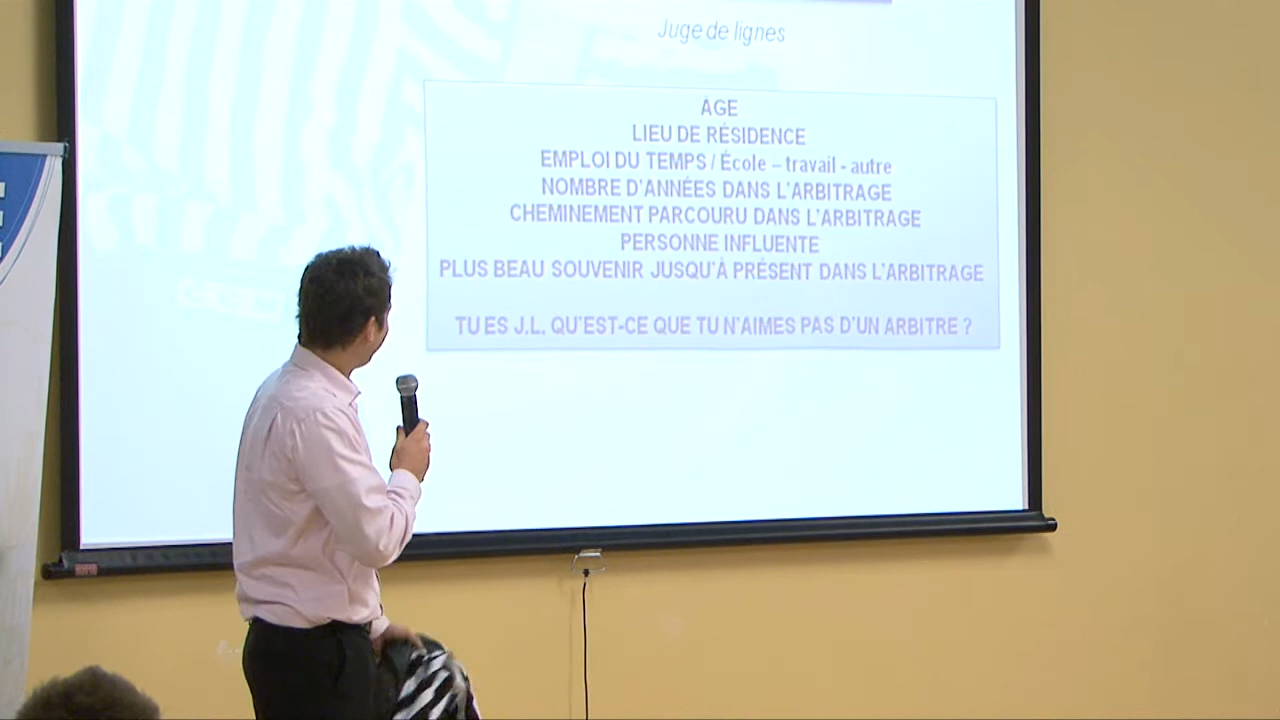 Juge de lignes
ÂGE
LIEU DE RÉSIDENCE
EMPLOI DU TEMPS / École – travail - autre
NOMBRE D'ANNÉES DANS L'ARBITRAGE
CHEMINEMENT PARCOURU DANS L'ARBITRAGE
PERSONNE INFLUENTE
PLUS BEAU SOUVENIR JUSQU'À PRÉSENT DANS L'ARBITRAGE
TU ES J.L. QU'EST-CE QUE TU N'AIMES PAS D'UN ARBITRE ?